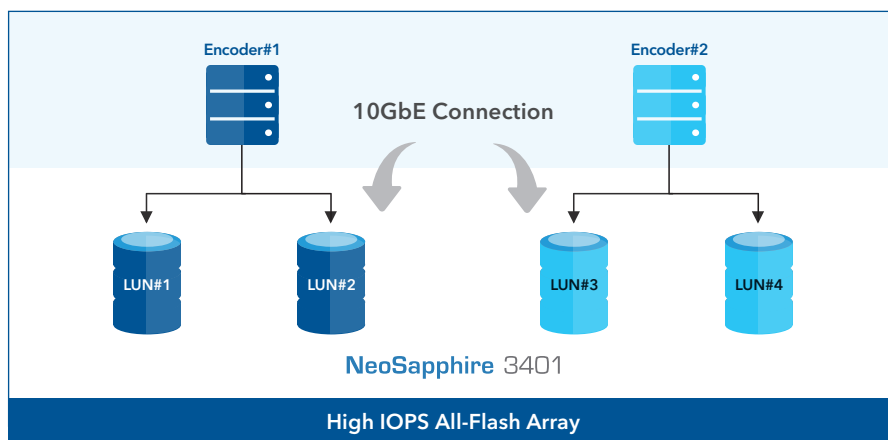 Encoder#1
Encoder#2
10GbE Connection
LUN#1
LUN#2
LUN#3
LUN#4
NeoSapphire 3401
High IOPS All-Flash Array